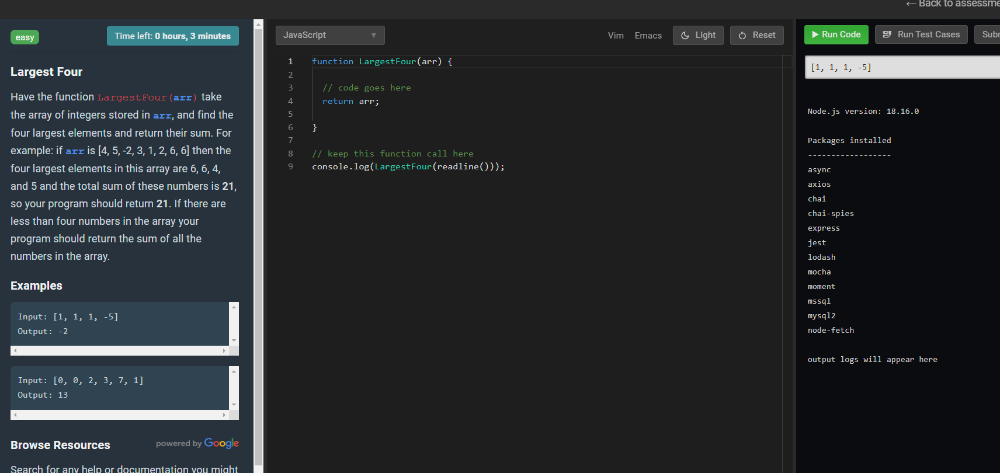 ← Back to assessme
easy
Time left: 0 hours, 3 minutes
Largest Four
Have the function LargestFour(arr) take
the array of integers stored in arr, and find the
four largest elements and return their sum. For
example: if arr is [4, 5, -2, 3, 1, 2, 6, 6] then the
four largest elements in this array are 6, 6, 4,
and 5 and the total sum of these numbers is 21,
so your program should return 21. If there are
less than four numbers in the array your
program should return the sum of all the
numbers in the array.
Examples
Input: [1, 1, 1, -5]
Output: -2
Input: [0, 0, 2, 3, 7, 1]
Output: 13
Browse Resources
powered by Google
Search for any help or documentation you might
JavaScript
Vim
Emacs
Light
Reset
1 function LargestFour(arr) {
2
3 // code goes here
4 return arr;
5
6 }
7
8 // keep this function call here
9 console.log(LargestFour(readline()));
Run Code
Run Test Cases
Subr
[1, 1, 1, -5]
Node.js version: 18.16.0
Packages installed
------------------
async
axios
chai
chai-spies
express
jest
lodash
mocha
moment
mssql
mysql2
node-fetch
output logs will appear here